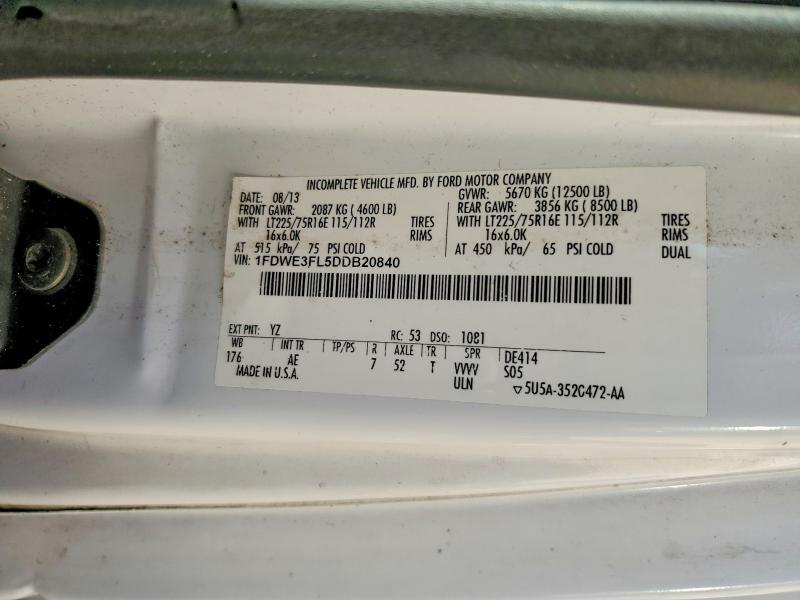 INCOMPLETE VEHICLE MFD. BY FORD MOTOR COMPANY
DATE: 08/13 GVWR: 5670 KG (12500 LB)
FRONT GAWR: 2087 KG ( 4600 LB) REAR GAWR: 3856 KG ( 8500 LB)
WITH LT225/75R16E 115/112R TIRES WITH LT225/75R16E 115/112R TIRES
16x6.0K RIMS 16x6.0K RIMS
AT 515 kPa/ 75 PSI COLD AT 450 kPa/ 65 PSI COLD DUAL
VIN: 1FDWE3FL5DDB20840
EXT PNT: YZ RC: 53 DSO: 1081
WB INT TR TP/PS R AXLE TR SPR DE414
176 AE 7 52 T VVVV S05
MADE IN U.S.A. ULN ▽5U5A-3520472-AA